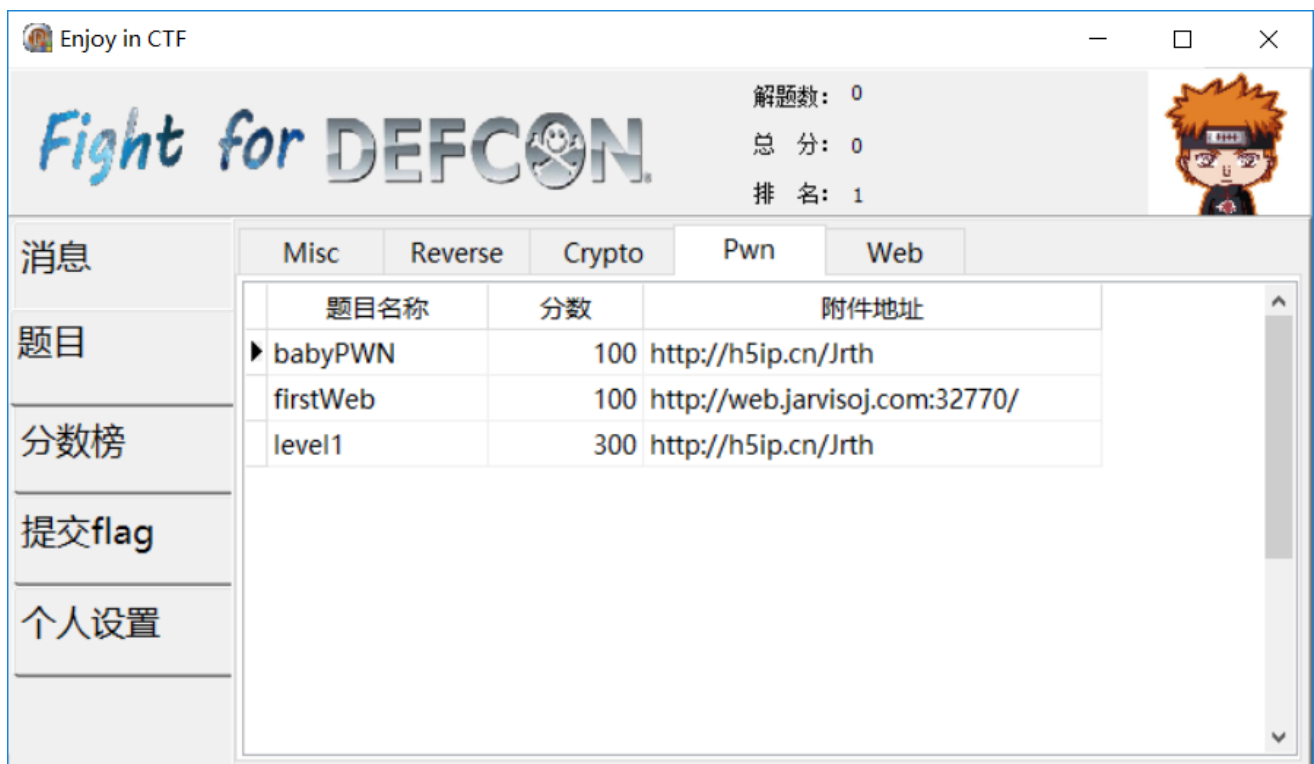 Enjoy in CTF
Fight for DEFCON
解题数： 0
总 分： 0
排 名： 1
消息
题目
分数榜
提交flag
个人设置
Misc Reverse Crypto Pwn Web
题目名称 分数 附件地址
babyPWN 100 http://h5ip.cn/Jrth
firstWeb 100 http://web.jarvisoj.com:32770/
level1 300 http://h5ip.cn/Jrth